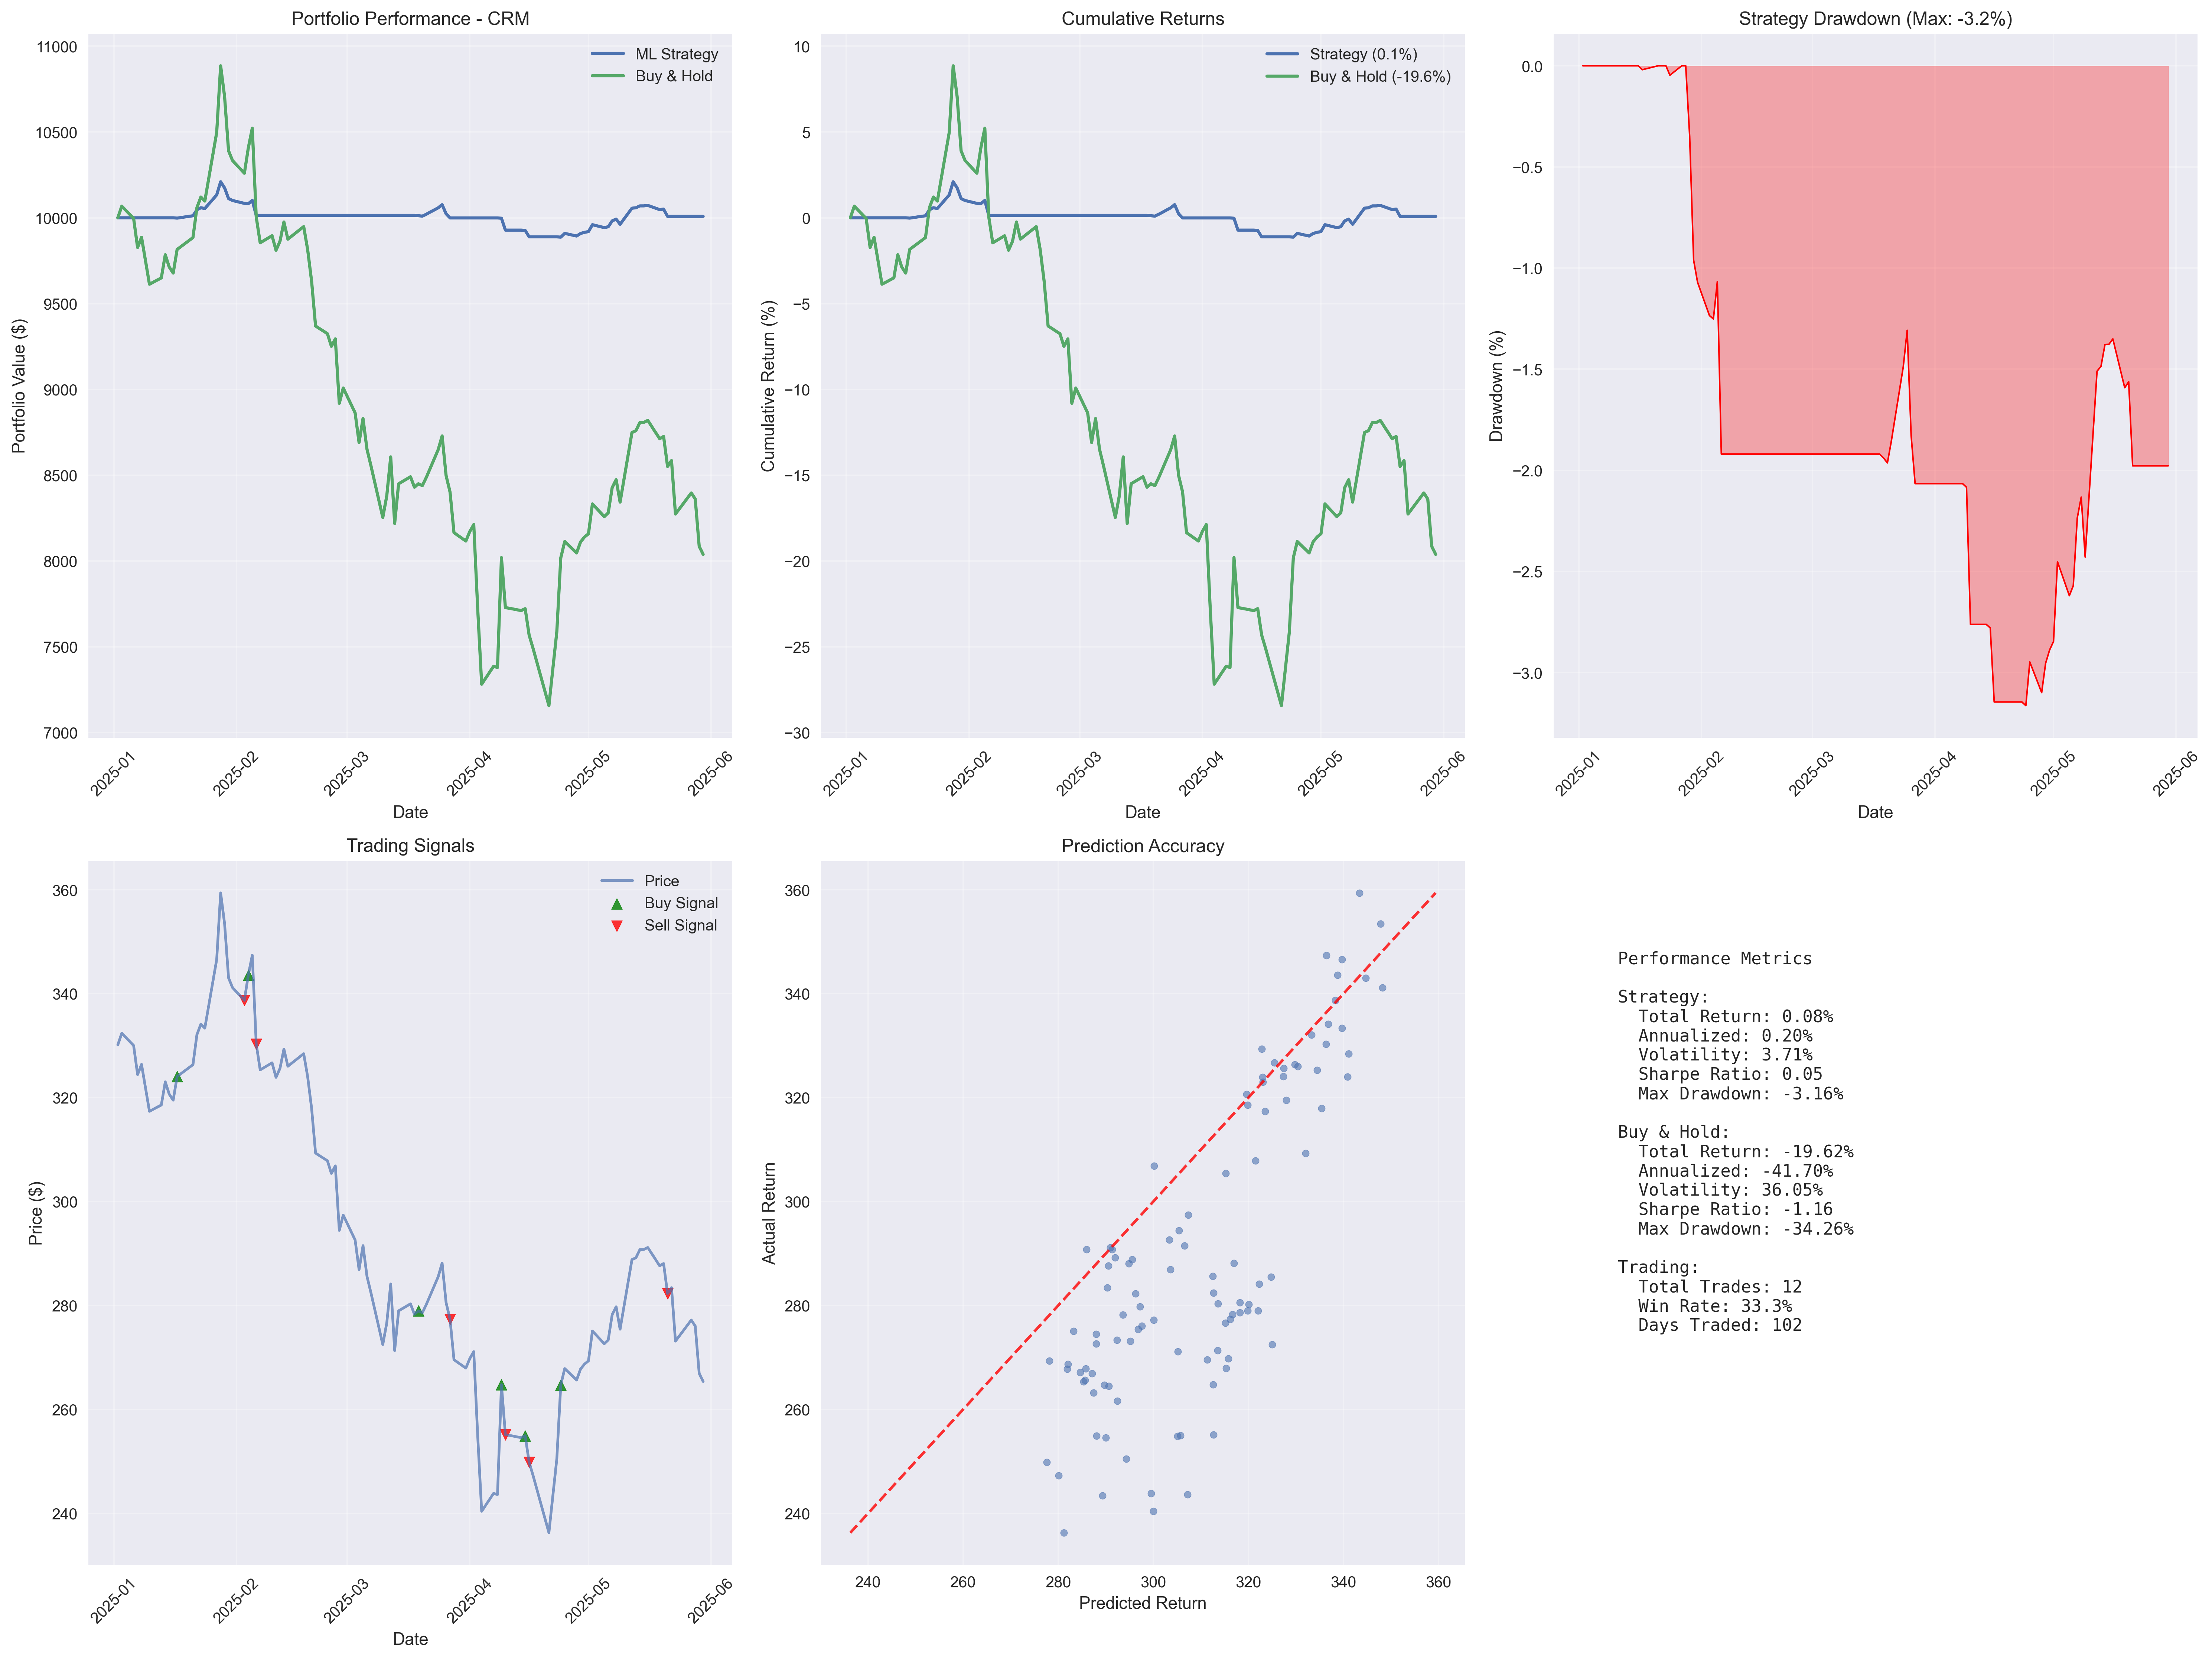 Portfolio Performance - CRM
ML Strategy
Buy & Hold
11000
10500
10000
9500
9000
8500
8000
7500
7000
Portfolio Value ($)
2025-01
2025-02
2025-03
2025-04
2025-05
2025-06
Date
Cumulative Returns
Strategy (0.1%)
Buy & Hold (-19.6%)
10
5
0
−5
−10
−15
−20
−25
−30
Cumulative Return (%)
2025-01
2025-02
2025-03
2025-04
2025-05
2025-06
Date
Strategy Drawdown (Max: -3.2%)
0.0
−0.5
−1.0
−1.5
−2.0
−2.5
−3.0
Drawdown (%)
2025-01
2025-02
2025-03
2025-04
2025-05
2025-06
Date
Trading Signals
Price
Buy Signal
Sell Signal
360
340
320
300
280
260
240
Price ($)
2025-01
2025-02
2025-03
2025-04
2025-05
2025-06
Date
Prediction Accuracy
360
340
320
300
280
260
240
Actual Return
240
260
280
300
320
340
360
Predicted Return
Performance Metrics
Strategy:
Total Return: 0.08%
Annualized: 0.20%
Volatility: 3.71%
Sharpe Ratio: 0.05
Max Drawdown: -3.16%
Buy & Hold:
Total Return: -19.62%
Annualized: -41.70%
Volatility: 36.05%
Sharpe Ratio: -1.16
Max Drawdown: -34.26%
Trading:
Total Trades: 12
Win Rate: 33.3%
Days Traded: 102